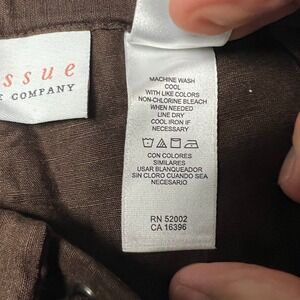 ssue
COMPANY
MACHINE WASH
COOL
WITH LIKE COLORS
NON-CHLORINE BLEACH
WHEN NEEDED
LINE DRY
COOL IRON IF
NECESSARY
CON COLORES
SIMILARES
USAR BLANQUEADOR
SIN CLORO CUANDO SEA
NECESARIO
RN 52002
CA 16396